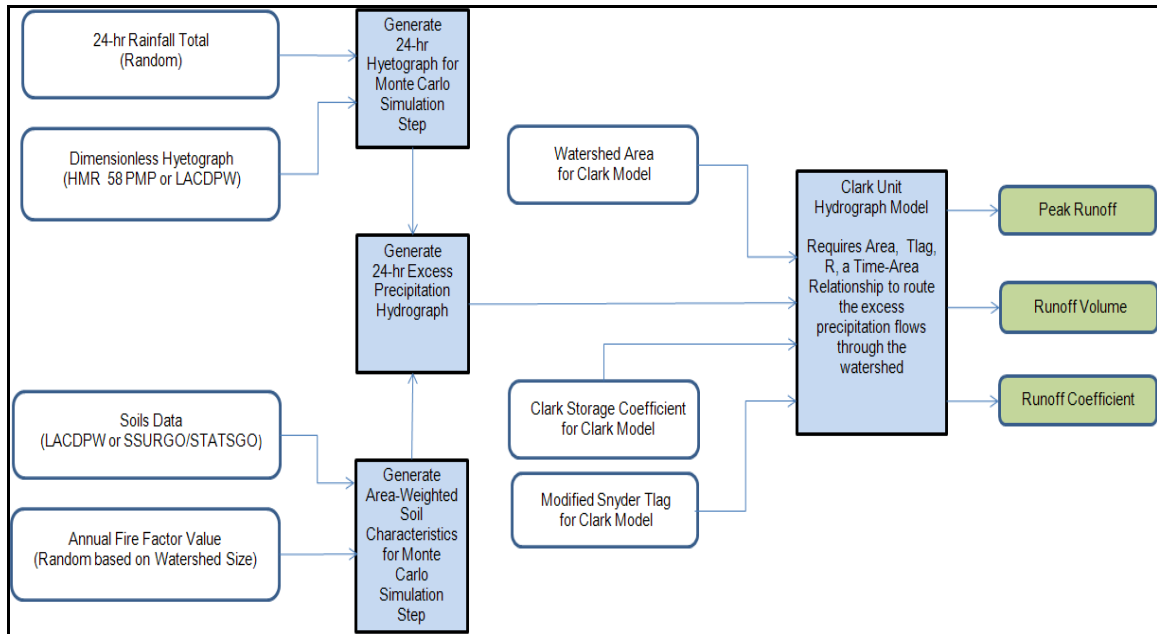 24-hr Rainfall Total
(Random)
Dimensionless Hyetograph
(HMR 58 PMP or LACDPW)
Generate
24-hr
Hyetograph for
Monte Carlo
Simulation
Step
Generate
24-hr Excess
Precipitation
Hydrograph
Soils Data
(LACDPW or SSURGO/STATSGO)
Annual Fire Factor Value
(Random based on Watershed Size)
Generate
Area-Weighted
Soil
Characteristics
for Monte
Carlo
Simulation
Step
Watershed Area
for Clark Model
Clark Storage Coefficient
for Clark Model
Modified Snyder Tlag
for Clark Model
Clark Unit
Hydrograph Model
Requires Area, Tlag,
R, a Time-Area
Relationship to route
the excess
precipitation flows
through the
watershed
Peak Runoff
Runoff Volume
Runoff Coefficient